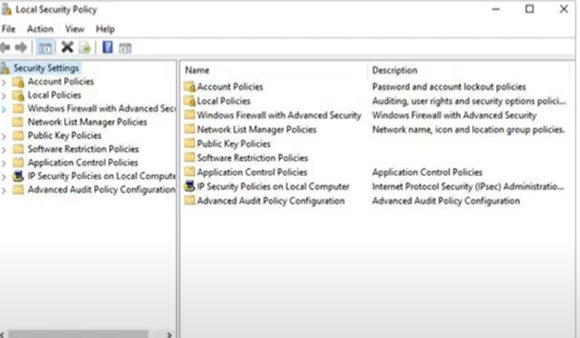 Local Security Policy
File Action View Help
Security Settings
Account Policies
Local Policies
Windows Firewall with Advanced Secu
Network List Manager Policies
Public Key Policies
Software Restriction Policies
Application Control Policies
IP Security Policies on Local Compute
Advanced Audit Policy Configuration
Name Description
Account Policies Password and account lockout policies
Local Policies Auditing, user rights and security options polici...
Windows Firewall with Advanced Security Windows Firewall with Advanced Security
Network List Manager Policies Network name, icon and location group policies.
Public Key Policies
Software Restriction Policies
Application Control Policies Application Control Policies
IP Security Policies on Local Computer Internet Protocol Security (IPsec) Administratio...
Advanced Audit Policy Configuration Advanced Audit Policy Configuration